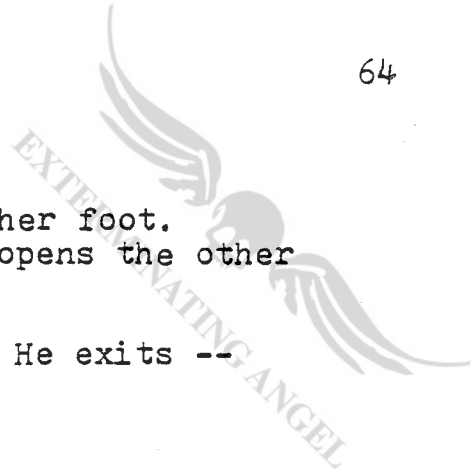 64
EXTERMINATING ANGEL
her foot.
opens the other
He exits --